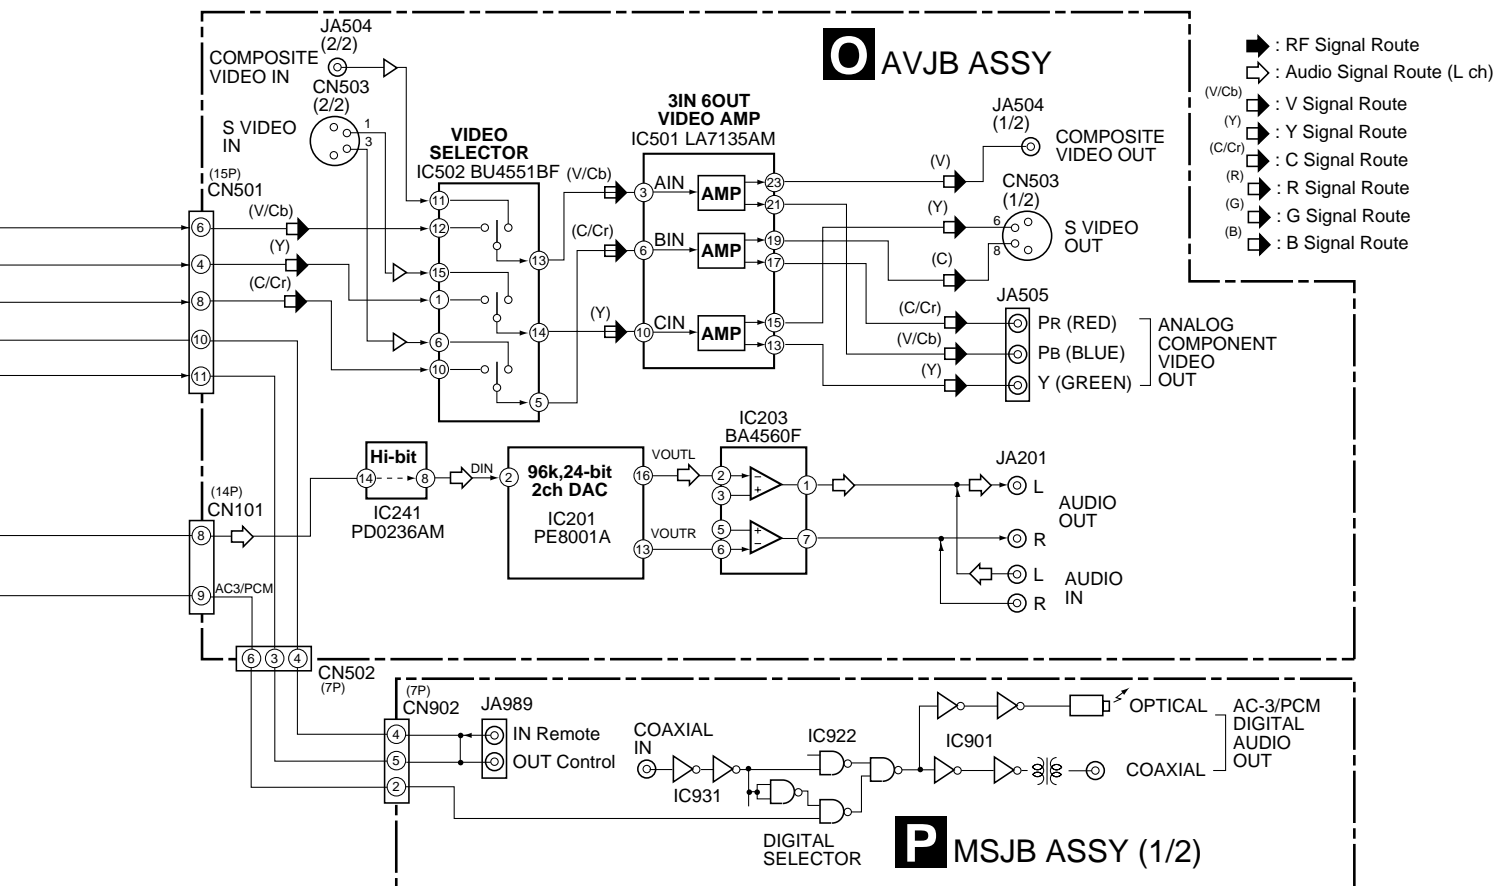 JA504
(2/2)
COMPOSITE
VIDEO IN
CN503
(2/2)
S VIDEO
IN
1
3
O AVJB ASSY
: RF Signal Route
: Audio Signal Route (L ch)
(V/Cb)
: V Signal Route
(Y)
: Y Signal Route
(C/Cr)
: C Signal Route
(R)
: R Signal Route
(G)
: G Signal Route
(B)
: B Signal Route
VIDEO
SELECTOR
IC502 BU4551BF
3IN 6OUT
VIDEO AMP
IC501 LA7135AM
JA504
(1/2)
COMPOSITE
VIDEO OUT
CN503
(1/2)
S VIDEO
OUT
6
8
(15P)
CN501
6
4
8
10
11
(V/Cb)
(Y)
(C/Cr)
11
12
15
1
6
10
13
14
5
(V/Cb)
(C/Cr)
(Y)
3
AIN
AMP
23
21
6
BIN
AMP
19
17
10
CIN
AMP
15
13
(V)
(Y)
(C)
(C/Cr)
(V/Cb)
(Y)
JA505
PR (RED)
PB (BLUE)
Y (GREEN)
ANALOG
COMPONENT
VIDEO
OUT
(14P)
CN101
8
9
AC3/PCM
Hi-bit
14
8
IC241
PD0236AM
DIN
2
96k,24-bit
2ch DAC
IC201
PE8001A
16
13
VOUTL
VOUTR
IC203
BA4560F
2
3
5
6
−
+
+
−
1
7
JA201
L
AUDIO
OUT
R
L
AUDIO
IN
R
6
3
4
CN502
(7P)
(7P)
CN902
4
5
2
JA989
IN Remote
OUT Control
COAXIAL
IN
IC931
IC922
DIGITAL
SELECTOR
IC901
OPTICAL
COAXIAL
AC-3/PCM
DIGITAL
AUDIO
OUT
P MSJB ASSY (1/2)